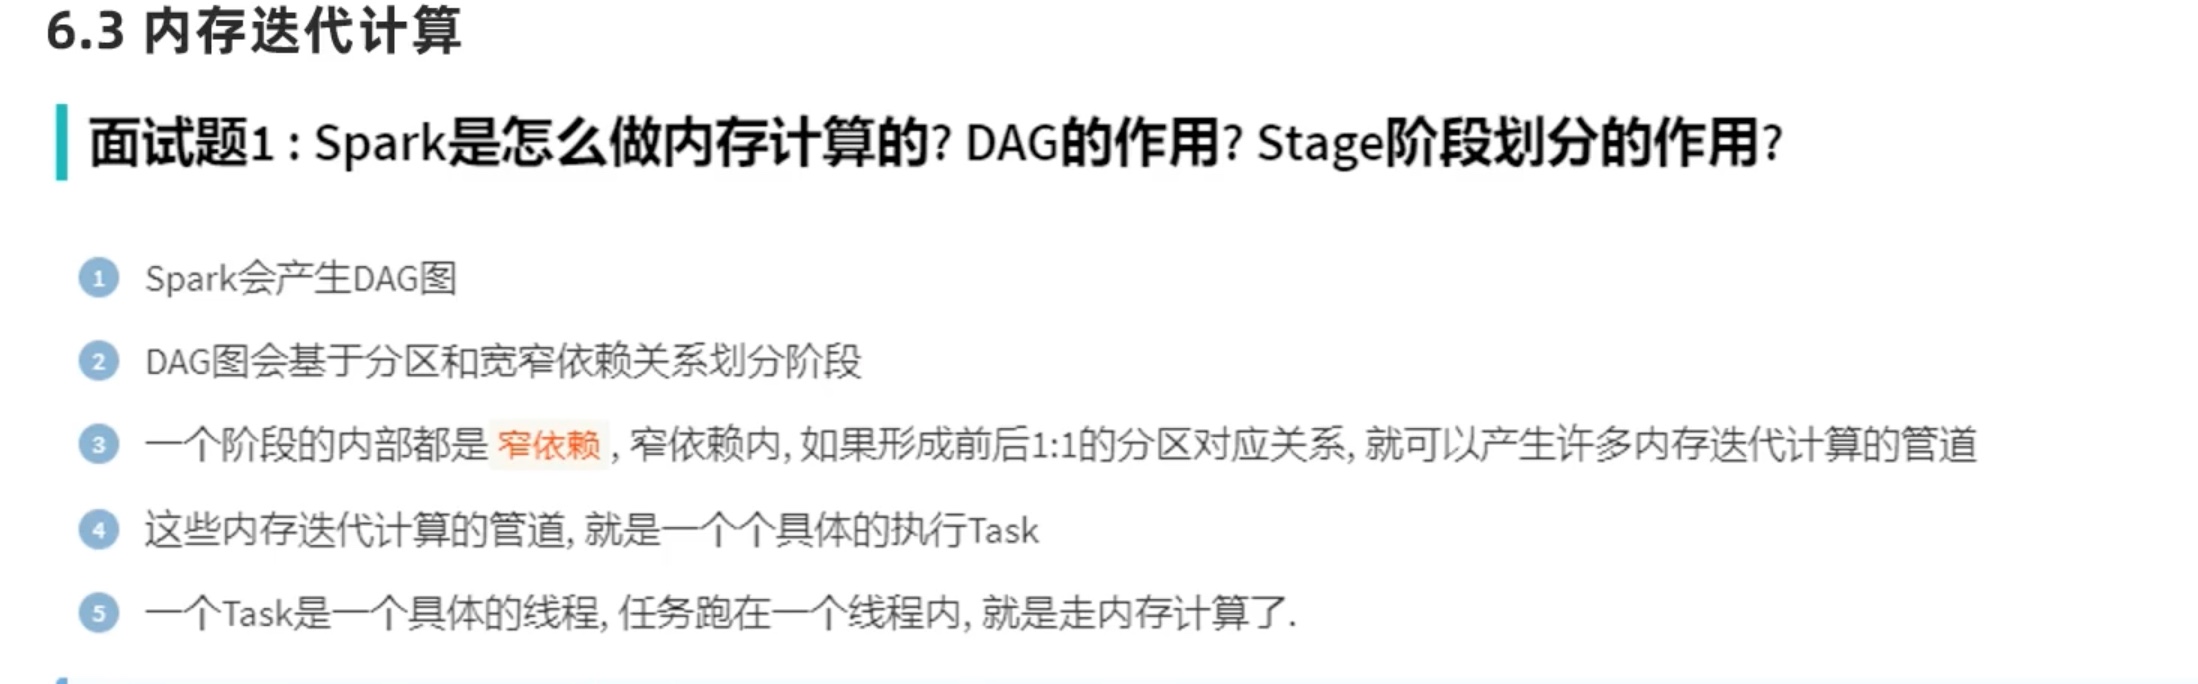 6.3 内存迭代计算
面试题1 : Spark是怎么做内存计算的? DAG的作用? Stage阶段划分的作用?
1 Spark会产生DAG图
2 DAG图会基于分区和宽窄依赖关系划分阶段
3 一个阶段的内部都是 窄依赖 , 窄依赖内, 如果形成前后1:1的分区对应关系, 就可以产生许多内存迭代计算的管道
4 这些内存迭代计算的管道, 就是一个个具体的执行Task
5 一个Task是一个具体的线程, 任务跑在一个线程内, 就是走内存计算了.